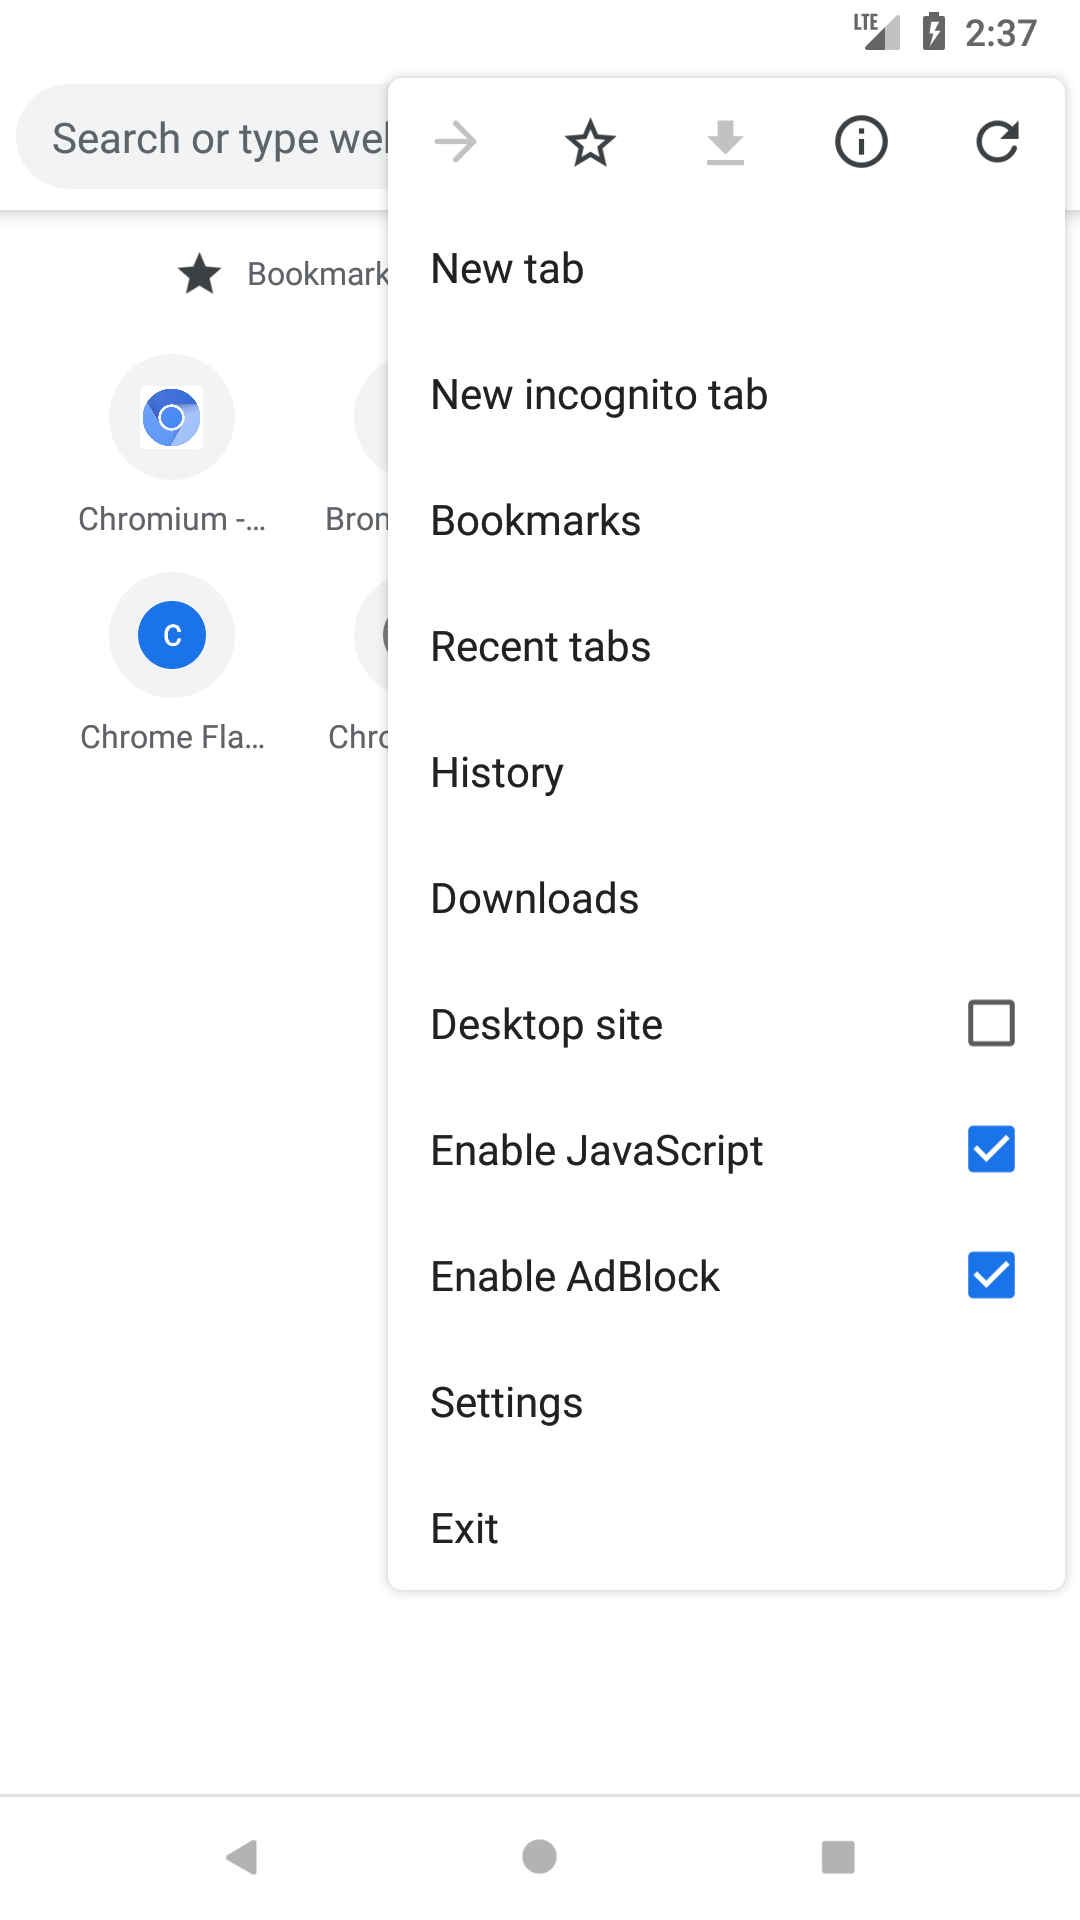 LTE 2:37
Search or type wel
New tab
Bookmark
New incognito tab
Chromium -...
Bron
Bookmarks
C
Recent tabs
Chrome Fla...
Chro
History
Downloads
Desktop site
Enable JavaScript
Enable AdBlock
Settings
Exit